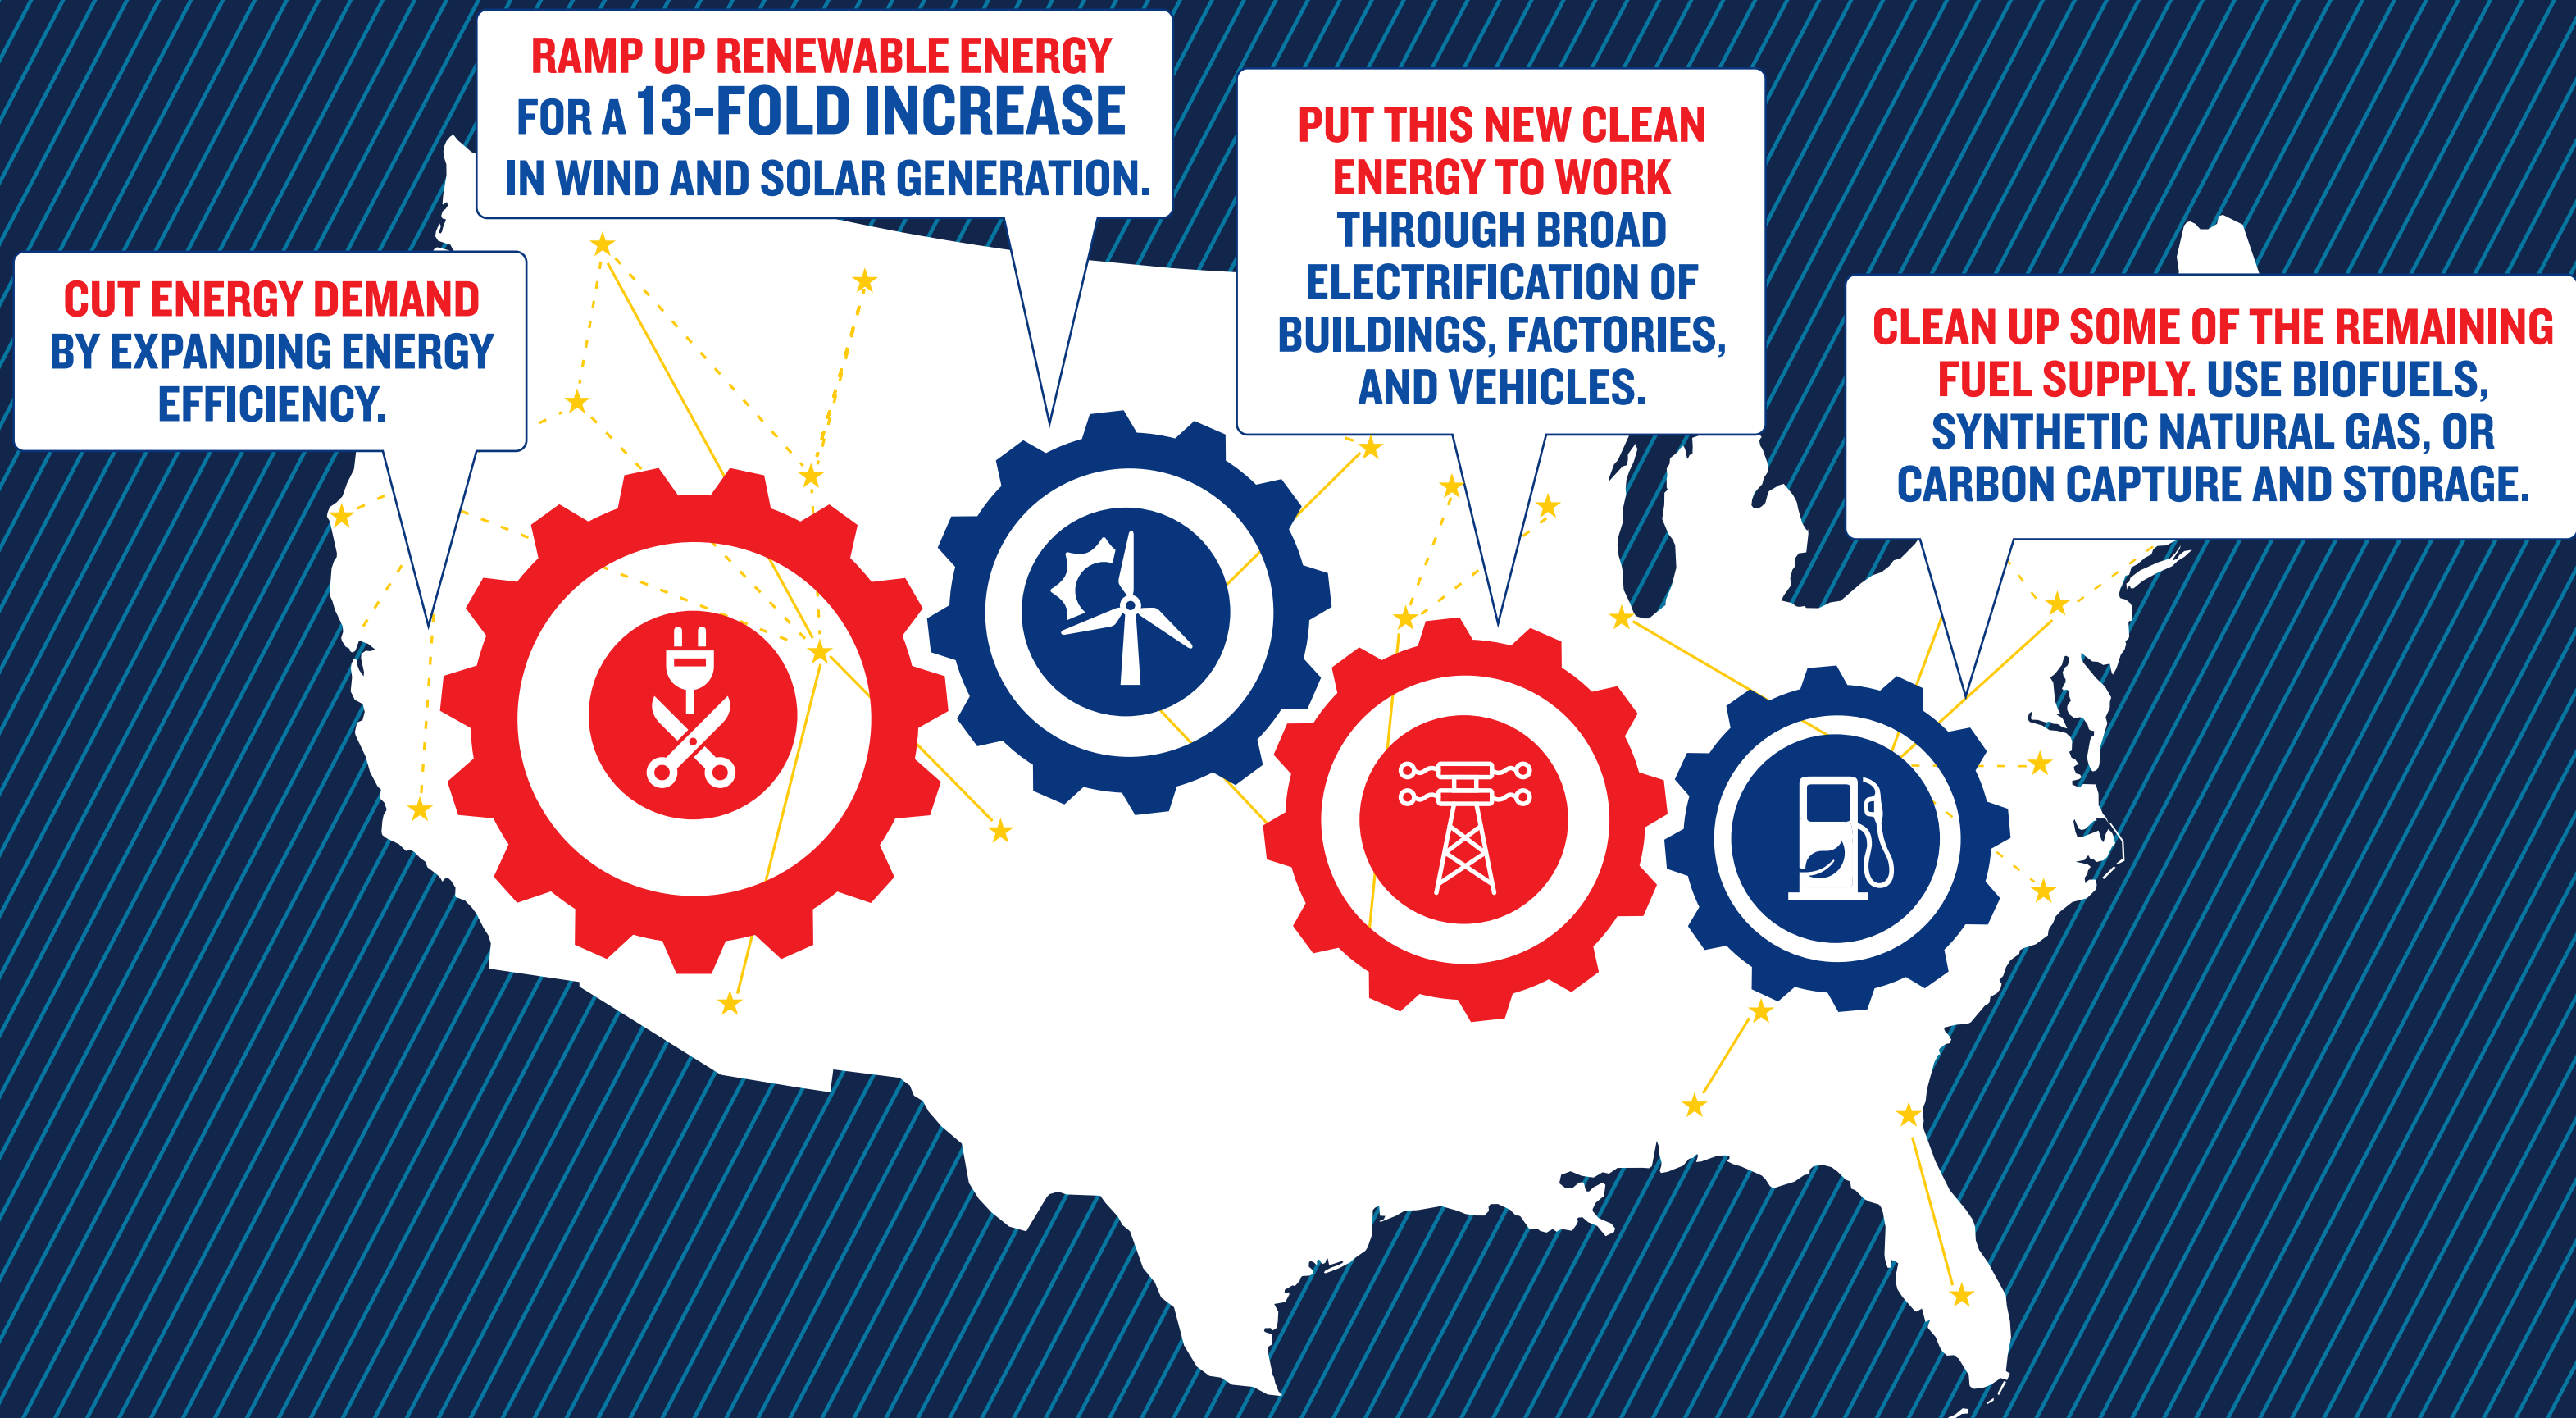 RAMP UP RENEWABLE ENERGY
FOR A 13-FOLD INCREASE
IN WIND AND SOLAR GENERATION.
CUT ENERGY DEMAND
BY EXPANDING ENERGY
EFFICIENCY.
PUT THIS NEW CLEAN
ENERGY TO WORK
THROUGH BROAD
ELECTRIFICATION OF
BUILDINGS, FACTORIES,
AND VEHICLES.
CLEAN UP SOME OF THE REMAINING
FUEL SUPPLY. USE BIOFUELS,
SYNTHETIC NATURAL GAS, OR
CARBON CAPTURE AND STORAGE.